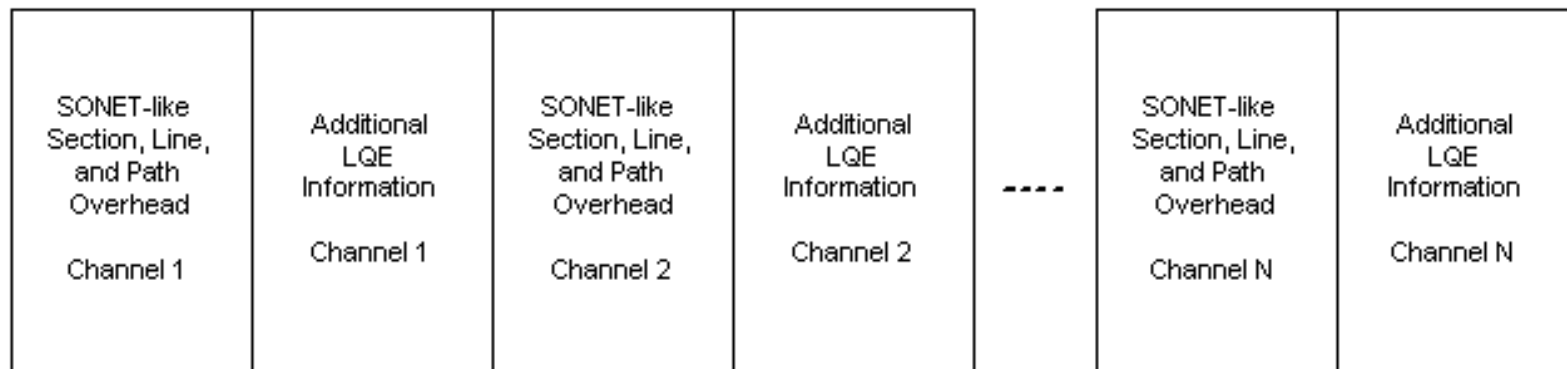 SONET-like
Section, Line,
and Path
Overhead
Channel 1
Additional
LQE
Information
Channel 1
SONET-like
Section, Line,
and Path
Overhead
Channel 2
Additional
LQE
Information
Channel 2
----
SONET-like
Section, Line,
and Path
Overhead
Channel N
Additional
LQE
Information
Channel N